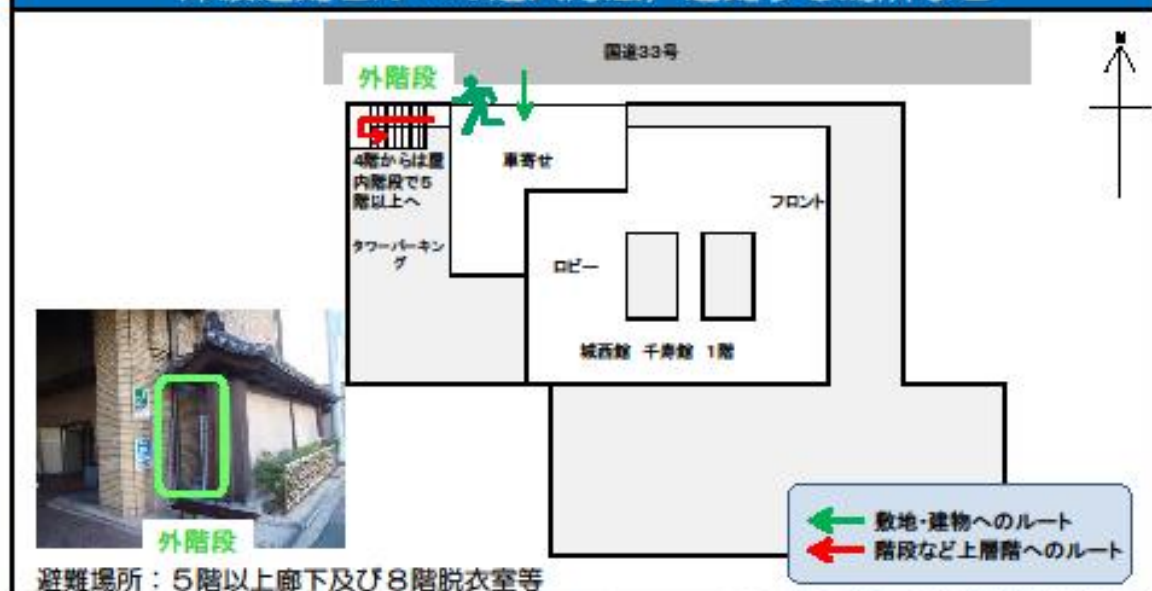 国道33号
N
外階段
4階からは屋
内階段で5
階以上へ
車寄せ
フロント
タワーパーキン
グ
ロビー
城西館 千寿館 1階
外階段
敷地・建物へのルート
階段など上層階へのルート
避難場所：5階以上廊下及び8階脱衣室等